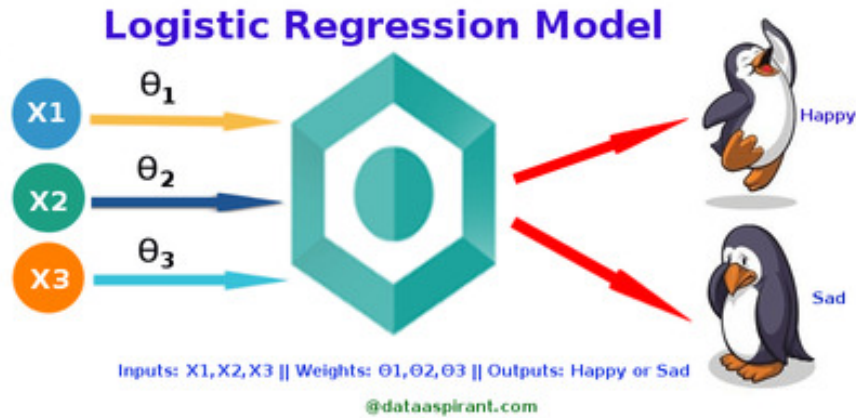 Logistic Regression Model
X1
θ1
X2
θ2
X3
θ3
Happy
Sad
Inputs: X1,X2,X3 || Weights: Θ1,Θ2,Θ3 || Outputs: Happy or Sad
@dataaspirant.com